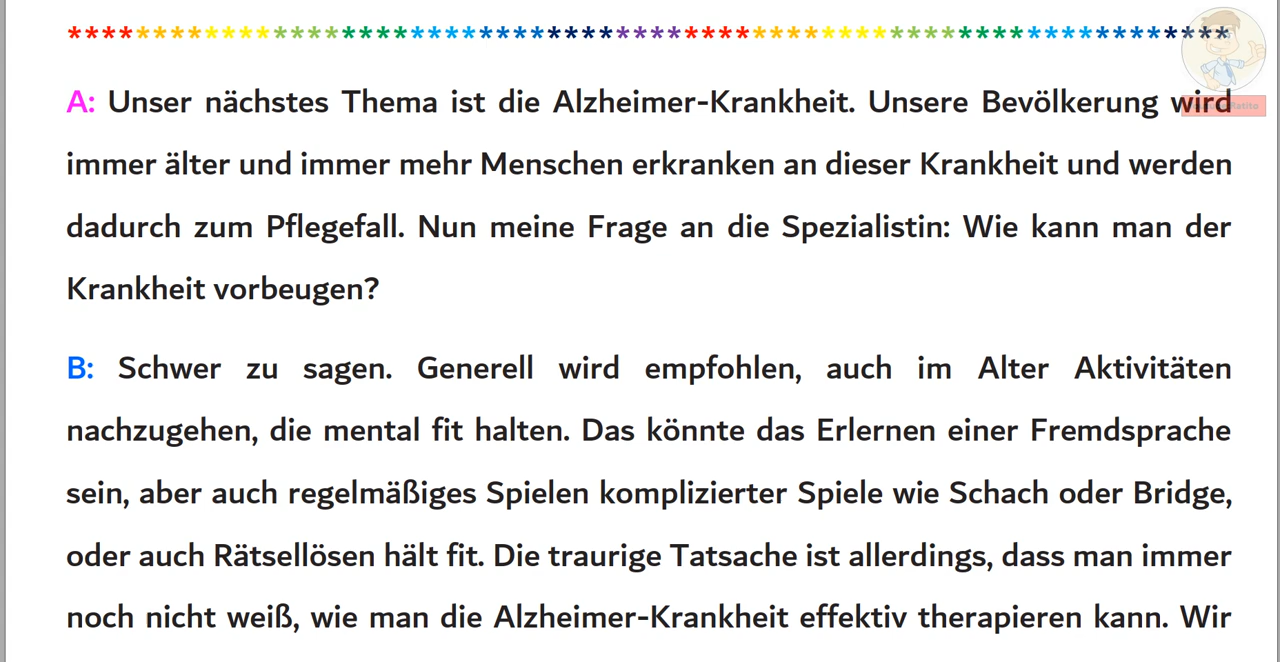 ************************************************************************
A: Unser nächstes Thema ist die Alzheimer-Krankheit. Unsere Bevölkerung wird
immer älter und immer mehr Menschen erkranken an dieser Krankheit und werden
dadurch zum Pflegefall. Nun meine Frage an die Spezialistin: Wie kann man der
Krankheit vorbeugen?
B: Schwer zu sagen. Generell wird empfohlen, auch im Alter Aktivitäten
nachzugehen, die mental fit halten. Das könnte das Erlernen einer Fremdsprache
sein, aber auch regelmäßiges Spielen komplizierter Spiele wie Schach oder Bridge,
oder auch Rätsellösen hält fit. Die traurige Tatsache ist allerdings, dass man immer
noch nicht weiß, wie man die Alzheimer-Krankheit effektiv therapieren kann. Wir